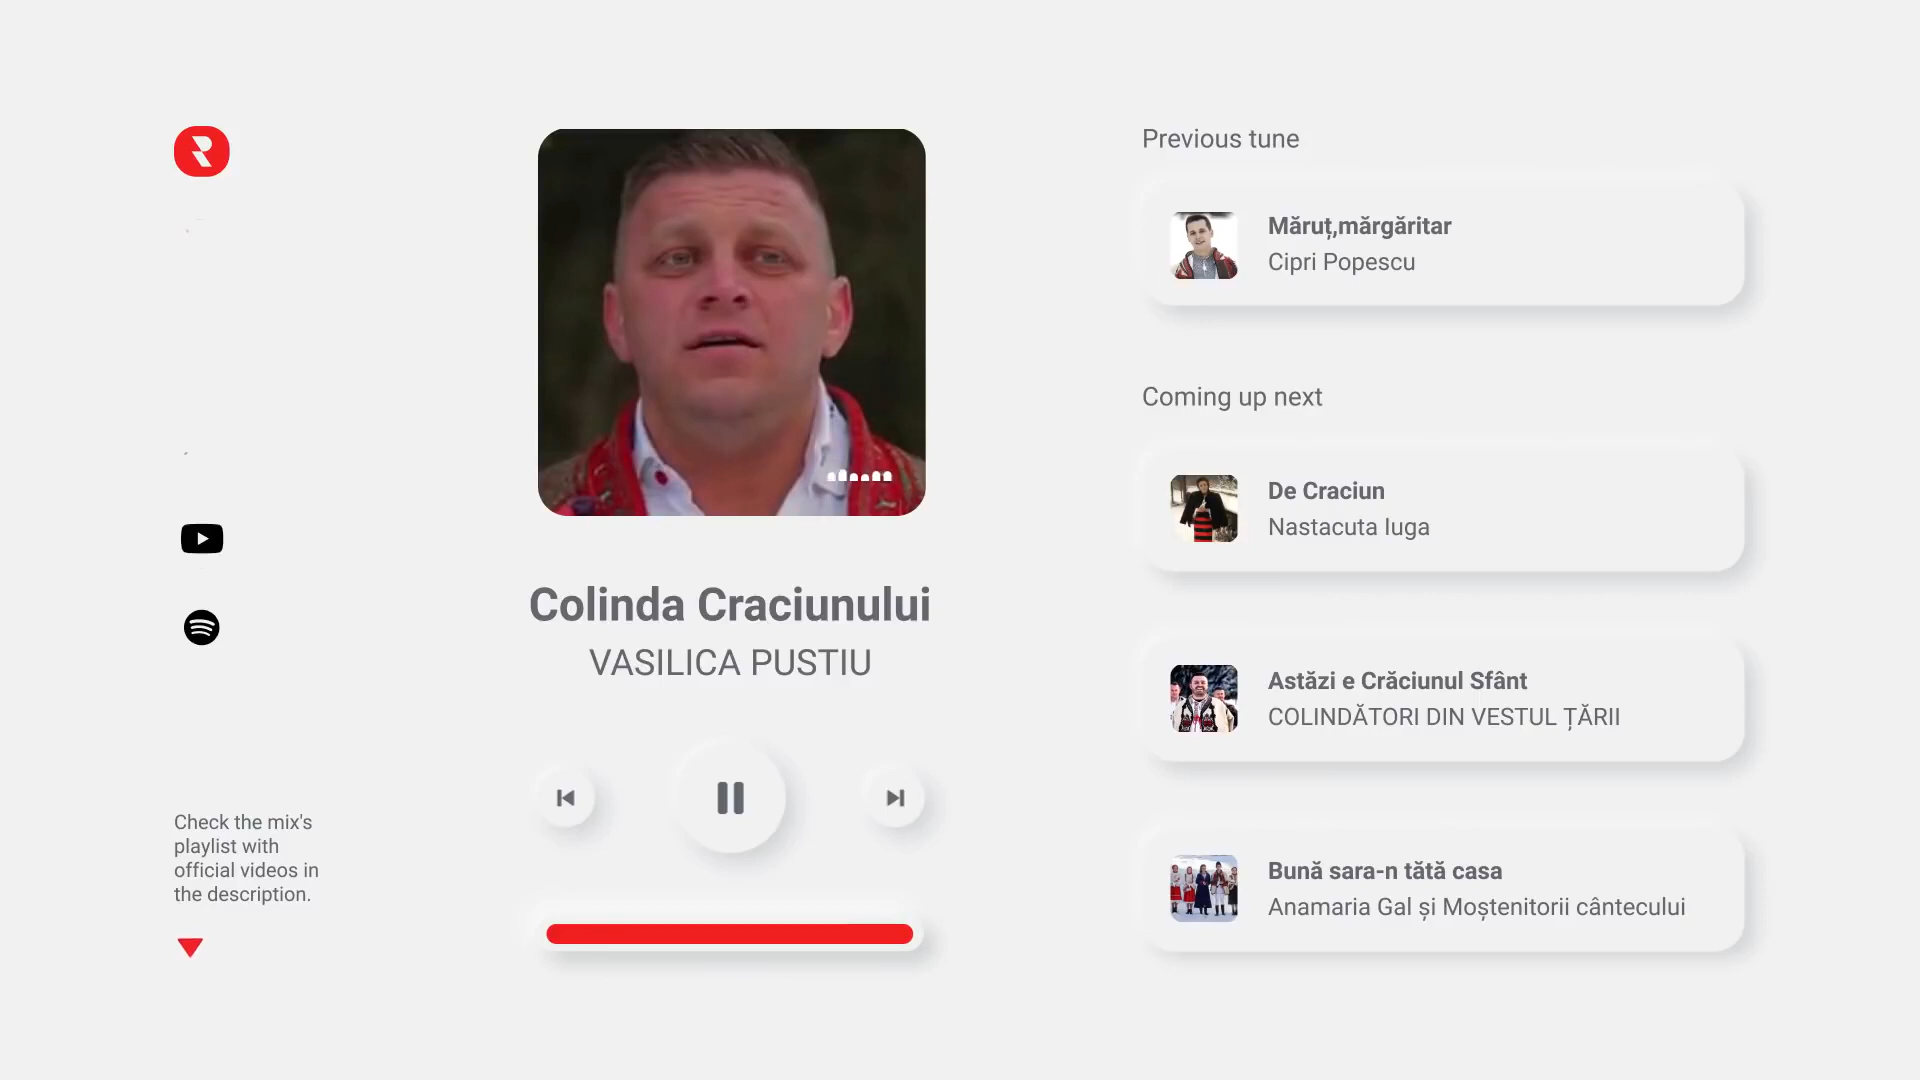 Check the mix's
playlist with
official videos in
the description.
Colinda Craciunului
VASILICA PUSTIU
Previous tune
Măruț,mărgăritar
Cipri Popescu
Coming up next
De Craciun
Nastacuta Iuga
Astăzi e Crăciunul Sfânt
COLINDĂTORI DIN VESTUL ȚĂRII
Bună sara-n tătă casa
Anamaria Gal și Moștenitorii cântecului